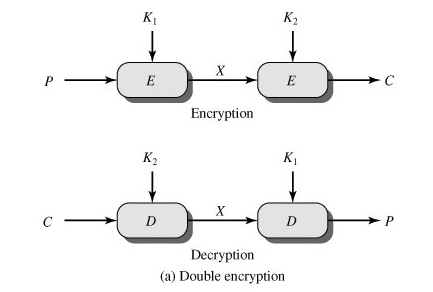 K₁ K₂
P E X E C
Encryption
K₂ K₁
C D X D P
Decryption
(a) Double encryption